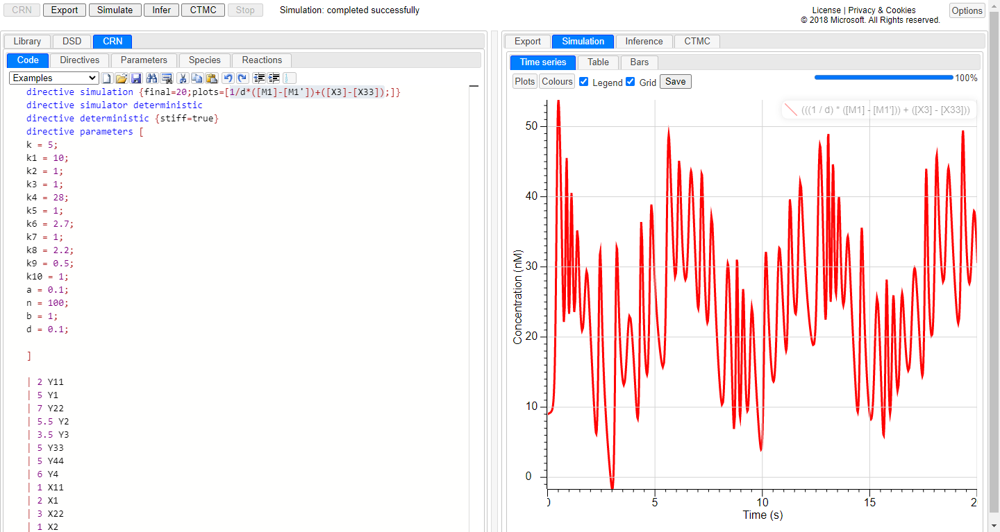 CRN Export Simulate Infer CTMC Stop Simulation: completed successfully
License | Privacy & Cookies
© 2018 Microsoft. All Rights reserved.
Options
Library DSD CRN
Code Directives Parameters Species Reactions
Examples
directive simulation {final=20;plots=[1/d*([M1]-[M1'])+([X3]-[X33]);]}
directive simulator deterministic
directive deterministic {stiff=true}
directive parameters [
k = 5;
k1 = 10;
k2 = 1;
k3 = 1;
k4 = 28;
k5 = 1;
k6 = 2.7;
k7 = 1;
k8 = 2.2;
k9 = 0.5;
k10 = 1;
a = 0.1;
n = 100;
b = 1;
d = 0.1;
]
| 2 Y11
| 5 Y1
| 7 Y22
| 5.5 Y2
| 3.5 Y3
| 5 Y33
| 5 Y44
| 6 Y4
| 1 X11
| 2 X1
| 3 X22
| 1 X2
Export Simulation Inference CTMC
Time series Table Bars
Plots Colours Legend Grid Save 100%
(((1 / d) * ([M1] - [M1'])) + ([X3] - [X33]))
Concentration (nM)
50
40
30
20
10
0
0 5 10 15 2
Time (s)